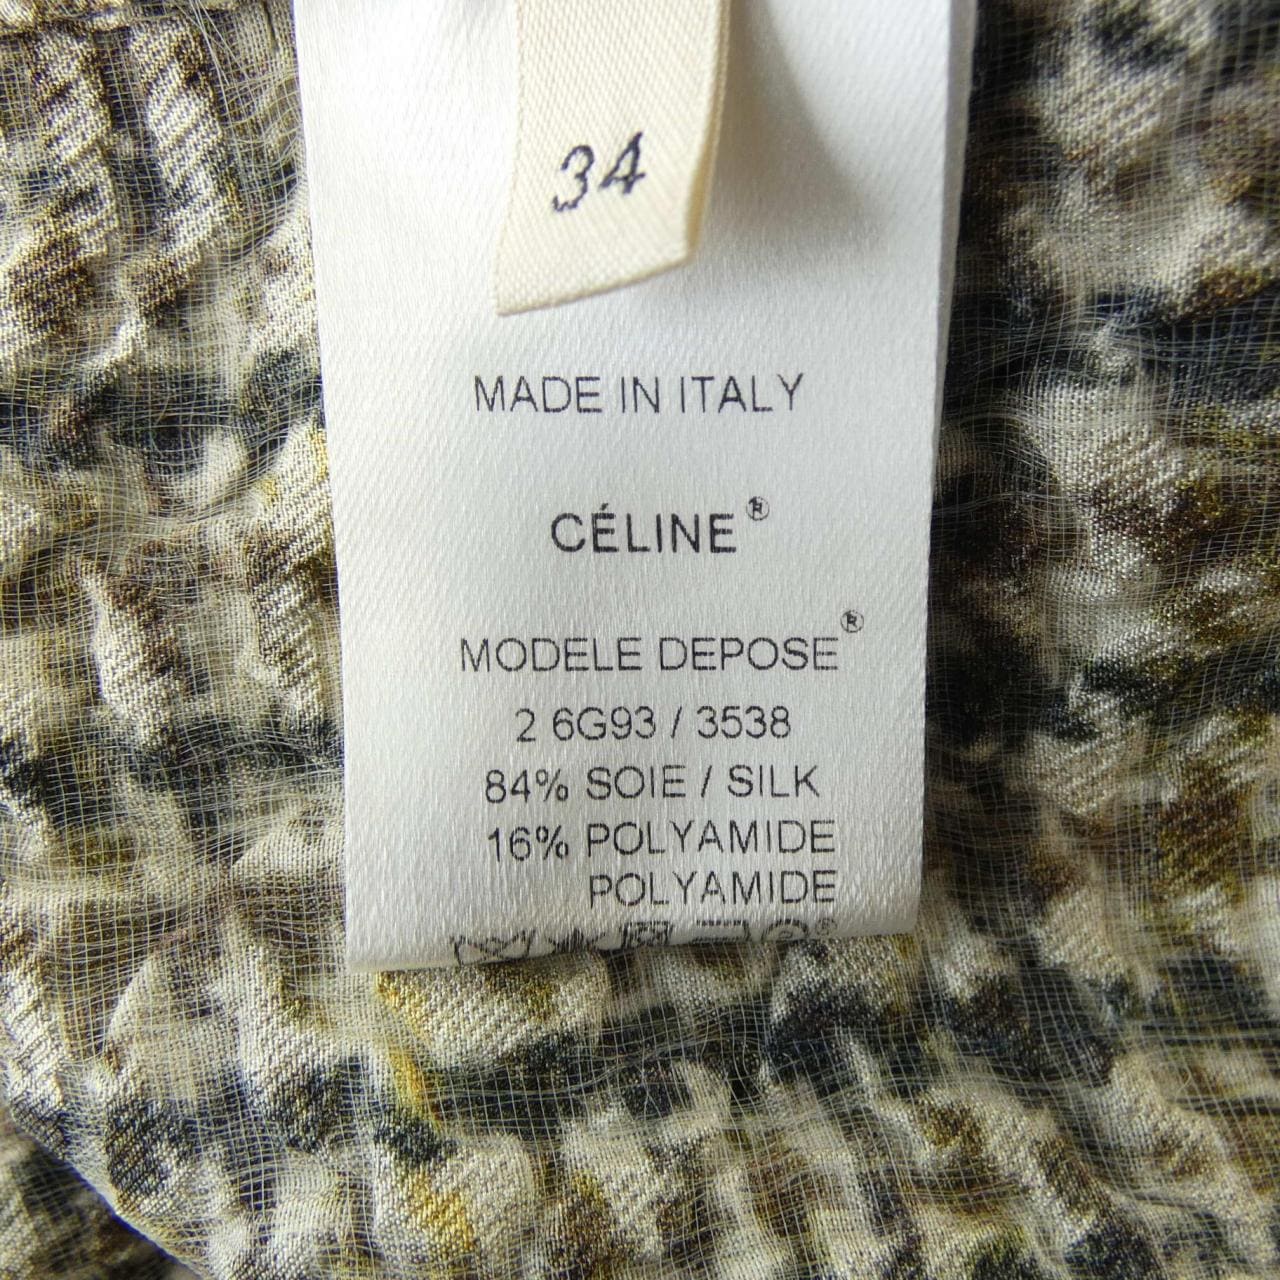 34
MADE IN ITALY
CÉLINE®
MODELE DEPOSE®
2 6G93 / 3538
84% SOIE / SILK
16% POLYAMIDE
POLYAMIDE